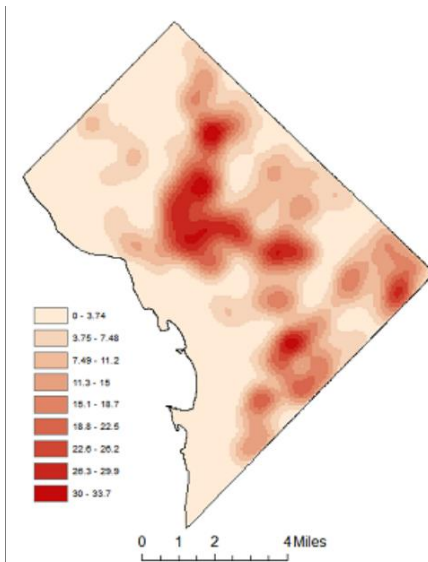 0 - 3.74
3.75 - 7.48
7.49 - 11.2
11.3 - 15
15.1 - 18.7
18.8 - 22.5
22.6 - 26.2
26.3 - 29.9
30 - 33.7
0 1 2 4 Miles